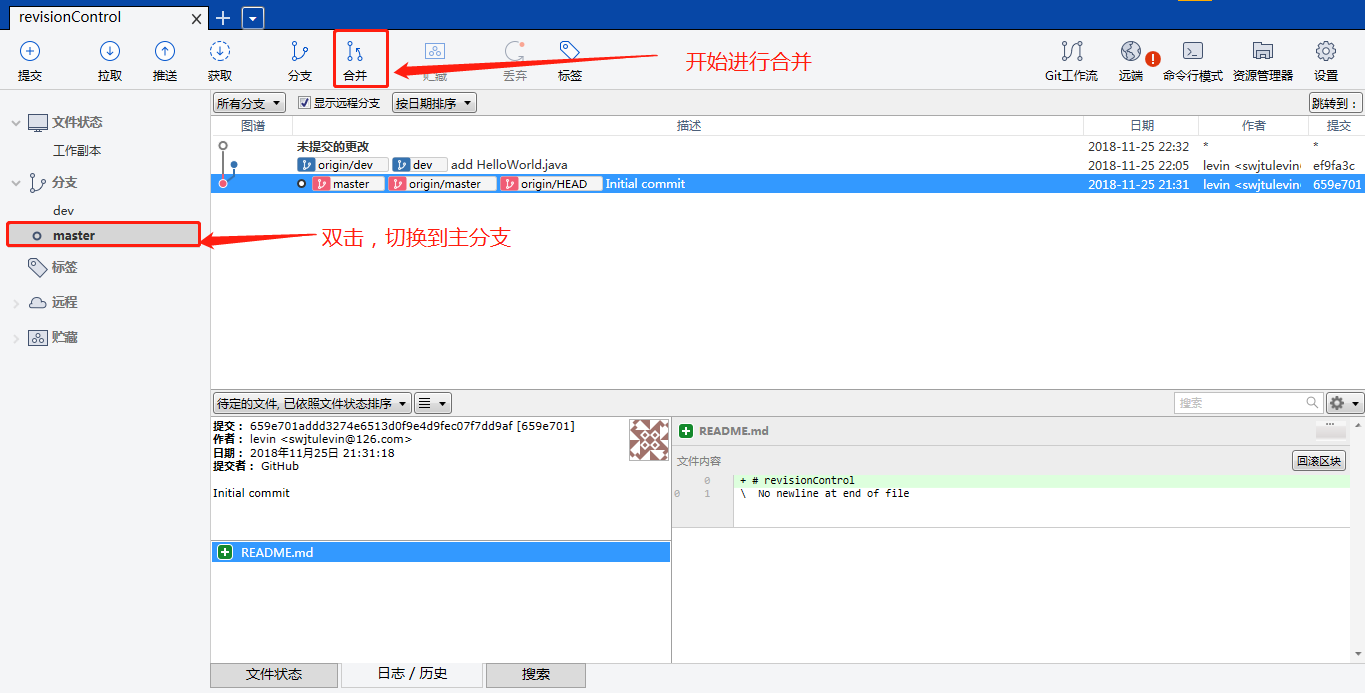 revisionControl
提交 拉取 推送 获取 分支 合并 贮藏 丢弃 标签 Git工作流 远端 命令行模式 资源管理器 设置
开始进行合并
所有分支 显示远程分支 按日期排序 跳转到：
图谱 描述 日期 作者 提交
未提交的更改 2018-11-25 22:32 * *
origin/dev dev add HelloWorld.java 2018-11-25 22:05 levin <swjtulevin ef9fa3c
master origin/master origin/HEAD Initial commit 2018-11-25 21:31 levin <swjtulevin 659e701
文件状态
工作副本
分支
dev
master
双击，切换到主分支
标签
远程
贮藏
待定的文件, 已依照文件状态排序 搜索
提交： 659e701addd3274e6513d0f9e4d9fec07f7dd9af [659e701]
作者： levin <swjtulevin@126.com>
日期： 2018年11月25日 21:31:18
提交者： GitHub
Initial commit
README.md
README.md
文件内容 回滚区块
0 + # revisionControl
0 1 \ No newline at end of file
文件状态 日志 / 历史 搜索